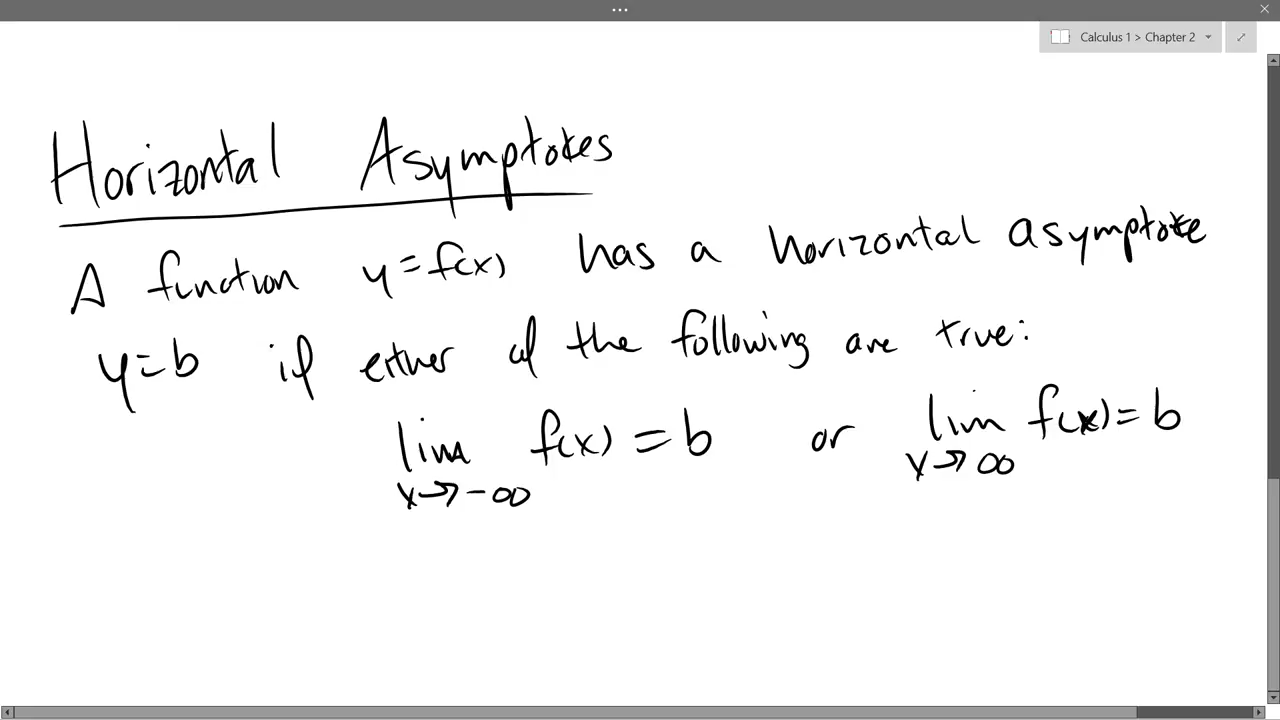 Calculus 1 > Chapter 2
Horizontal Asymptotes
A function y=f(x) has a horizontal asymptote
y=b if either of the following are true:
lim f(x) = b or lim f(x) = b
x→-∞ x→∞